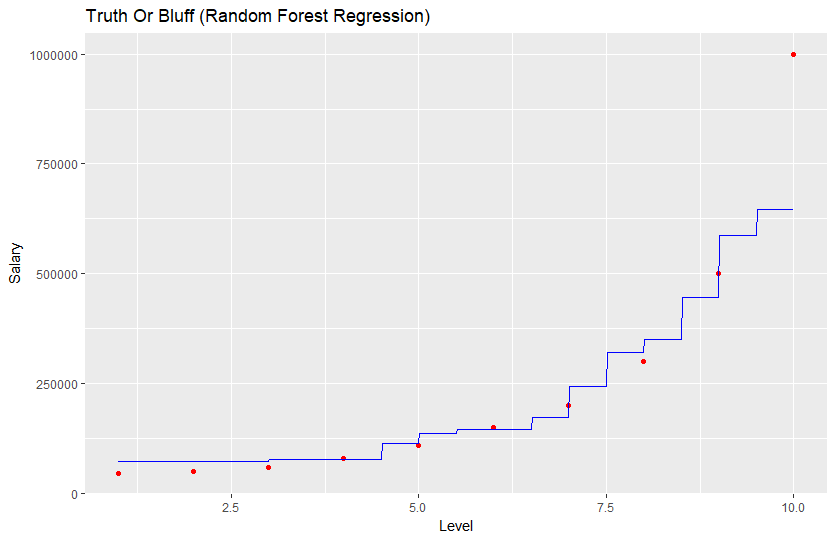 Truth Or Bluff (Random Forest Regression)
1000000
750000
500000
250000
0
Salary
2.5 5.0 7.5 10.0
Level